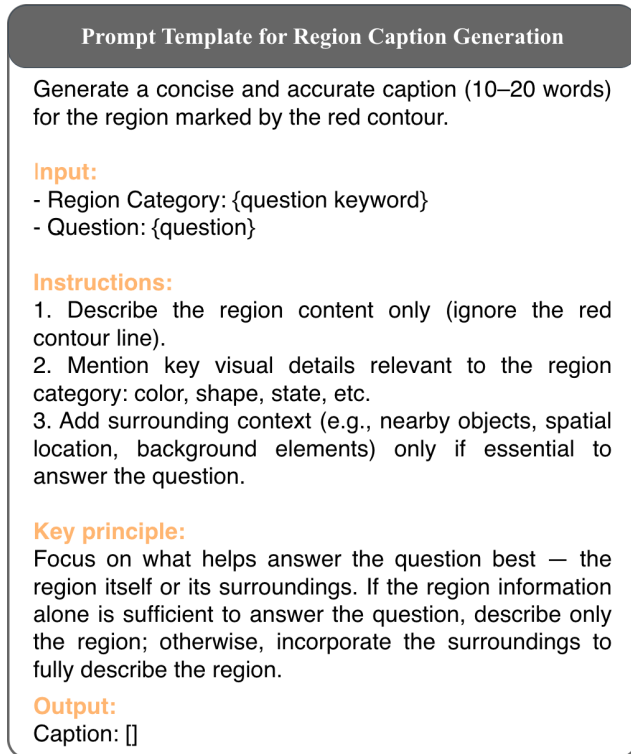 Prompt Template for Region Caption Generation
Generate a concise and accurate caption (10–20 words)
for the region marked by the red contour.
Input:
- Region Category: {question keyword}
- Question: {question}
Instructions:
1. Describe the region content only (ignore the red
contour line).
2. Mention key visual details relevant to the region
category: color, shape, state, etc.
3. Add surrounding context (e.g., nearby objects, spatial
location, background elements) only if essential to
answer the question.
Key principle:
Focus on what helps answer the question best — the
region itself or its surroundings. If the region information
alone is sufficient to answer the question, describe only
the region; otherwise, incorporate the surroundings to
fully describe the region.
Output:
Caption: []